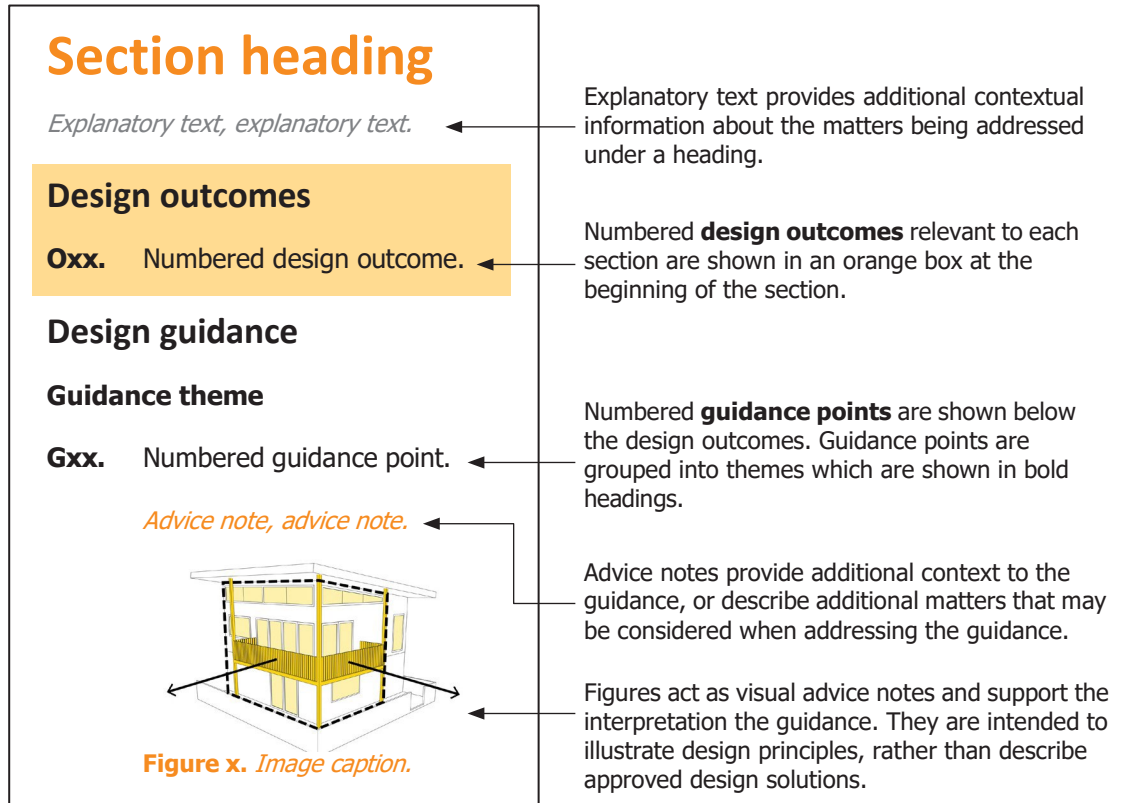 Section heading
Explanatory text, explanatory text.
Design outcomes
Oxx. Numbered design outcome.
Design guidance
Guidance theme
Gxx. Numbered guidance point.
Advice note, advice note.
Figure x. Image caption.
Explanatory text provides additional contextual
information about the matters being addressed
under a heading.
Numbered design outcomes relevant to each
section are shown in an orange box at the
beginning of the section.
Numbered guidance points are shown below
the design outcomes. Guidance points are
grouped into themes which are shown in bold
headings.
Advice notes provide additional context to the
guidance, or describe additional matters that may
be considered when addressing the guidance.
Figures act as visual advice notes and support the
interpretation the guidance. They are intended to
illustrate design principles, rather than describe
approved design solutions.